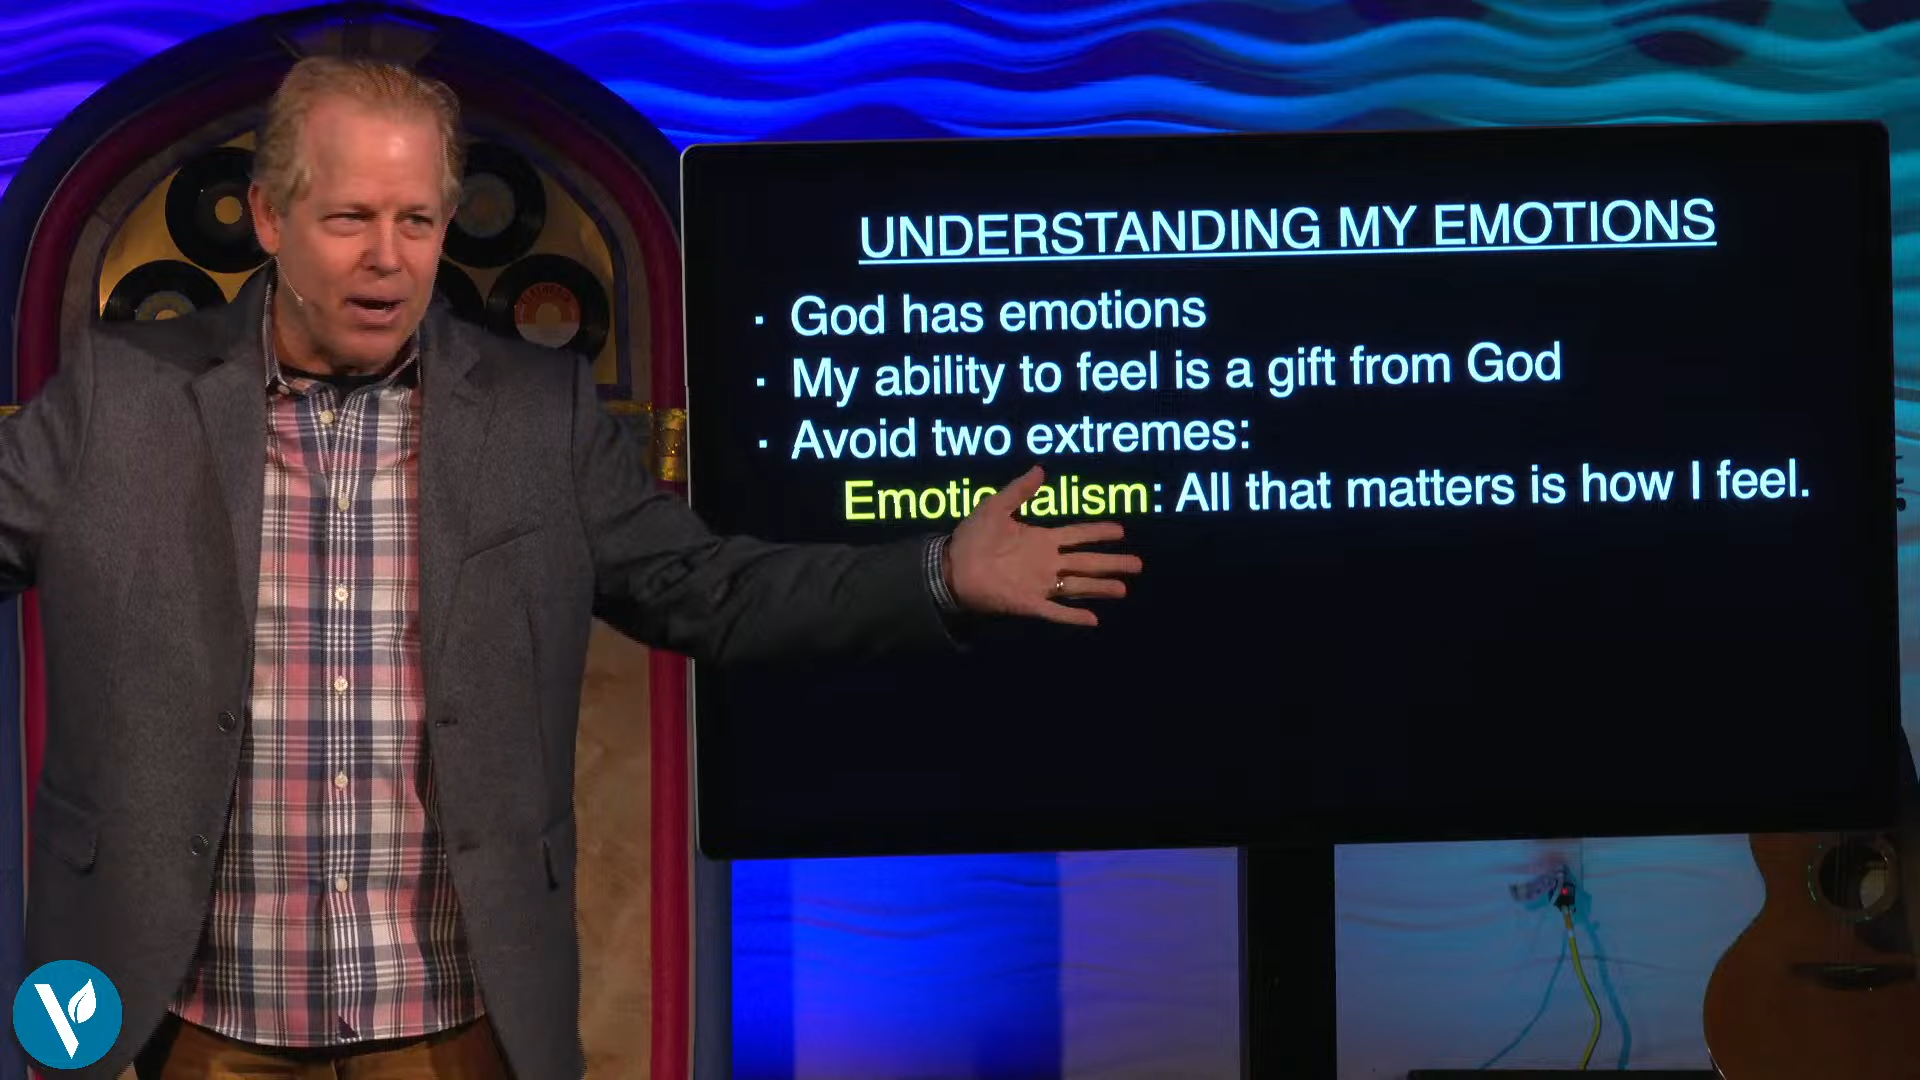 UNDERSTANDING MY EMOTIONS
· God has emotions
· My ability to feel is a gift from God
· Avoid two extremes:
Emotionalism: All that matters is how I feel.